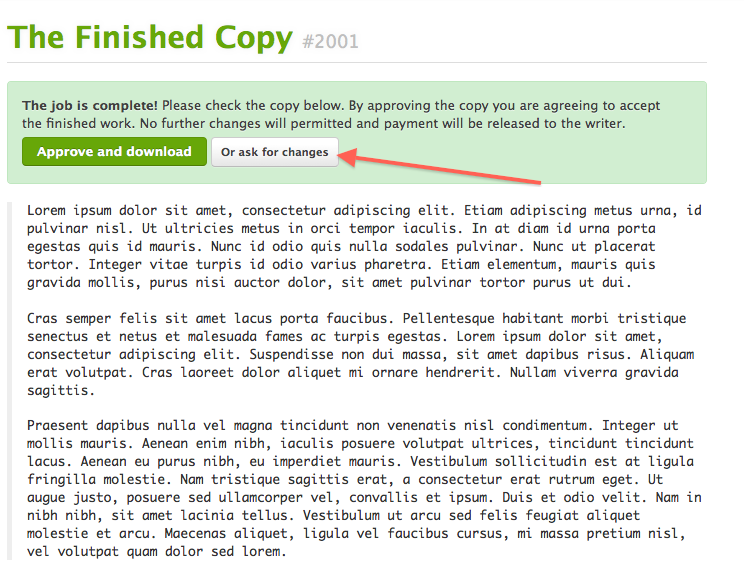 The Finished Copy #2001
The job is complete! Please check the copy below. By approving the copy you are agreeing to accept
the finished work. No further changes will permitted and payment will be released to the writer.
Approve and download Or ask for changes
Lorem ipsum dolor sit amet, consectetur adipiscing elit. Etiam adipiscing metus urna, id
pulvinar nisl. Ut ultricies metus in orci tempor iaculis. In at diam id urna porta
egestas quis id mauris. Nunc id odio quis nulla sodales pulvinar. Nunc ut placerat
tortor. Integer vitae turpis id odio varius pharetra. Etiam elementum, mauris quis
gravida mollis, purus nisi auctor dolor, sit amet pulvinar tortor purus ut dui.
Cras semper felis sit amet lacus porta faucibus. Pellentesque habitant morbi tristique
senectus et netus et malesuada fames ac turpis egestas. Lorem ipsum dolor sit amet,
consectetur adipiscing elit. Suspendisse non dui massa, sit amet dapibus risus. Aliquam
erat volutpat. Cras laoreet dolor aliquet mi ornare hendrerit. Nullam viverra gravida
sagittis.
Praesent dapibus nulla vel magna tincidunt non venenatis nisl condimentum. Integer ut
mollis mauris. Aenean enim nibh, iaculis posuere volutpat ultrices, tincidunt tincidunt
lacus. Aenean eu purus nibh, eu imperdiet mauris. Vestibulum sollicitudin est at ligula
fringilla molestie. Nam tristique sagittis erat, a consectetur erat rutrum eget. Ut
augue justo, posuere sed ullamcorper vel, convallis et ipsum. Duis et odio velit. Nam in
nibh nibh, sit amet lacinia tellus. Vestibulum ut arcu sed felis feugiat aliquet
molestie et arcu. Maecenas aliquet, ligula vel faucibus cursus, mi massa pretium nisl,
vel volutpat quam dolor sed lorem.